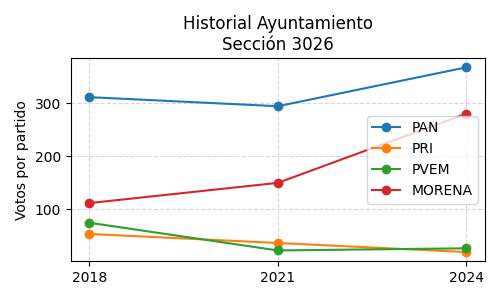 Historial Ayuntamiento
Sección 3026
Votos por partido
300
200
100
PAN
PRI
PVEM
MORENA
2018
2021
2024